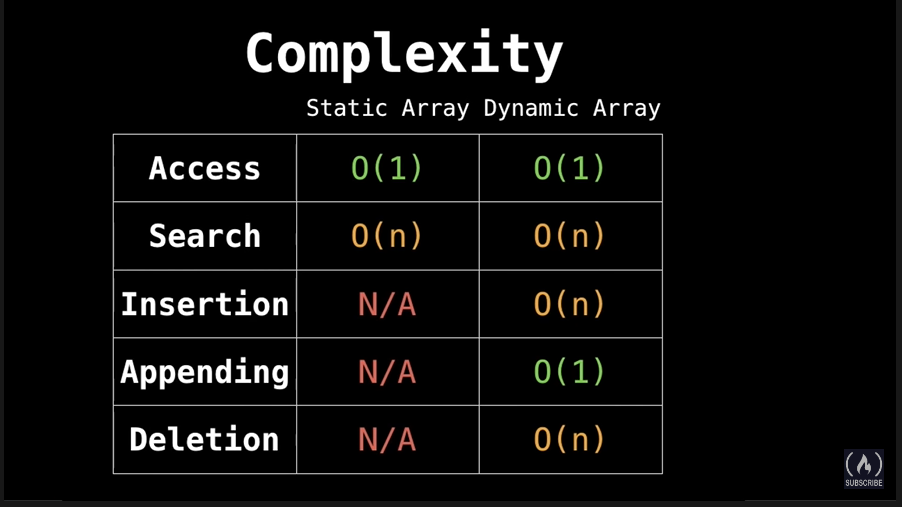 Complexity
Static Array Dynamic Array
Access O(1) O(1)
Search O(n) O(n)
Insertion N/A O(n)
Appending N/A O(1)
Deletion N/A O(n)
SUBSCRIBE